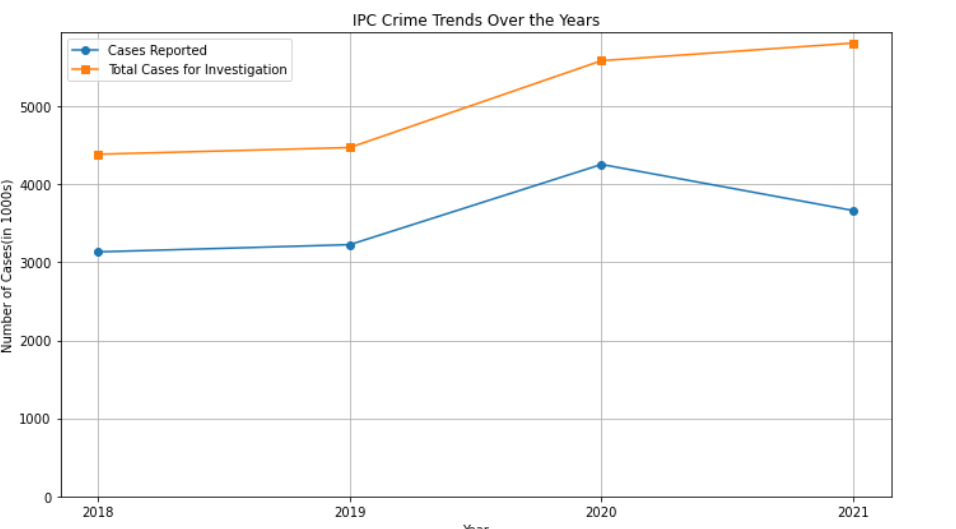 IPC Crime Trends Over the Years
Cases Reported
Total Cases for Investigation
Number of Cases(in 1000s)
5000
4000
3000
2000
1000
0
2018 2019 2020 2021
Year